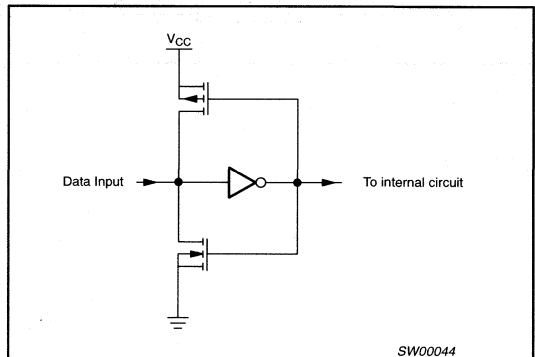 VCC
Data Input
To internal circuit
SW00044